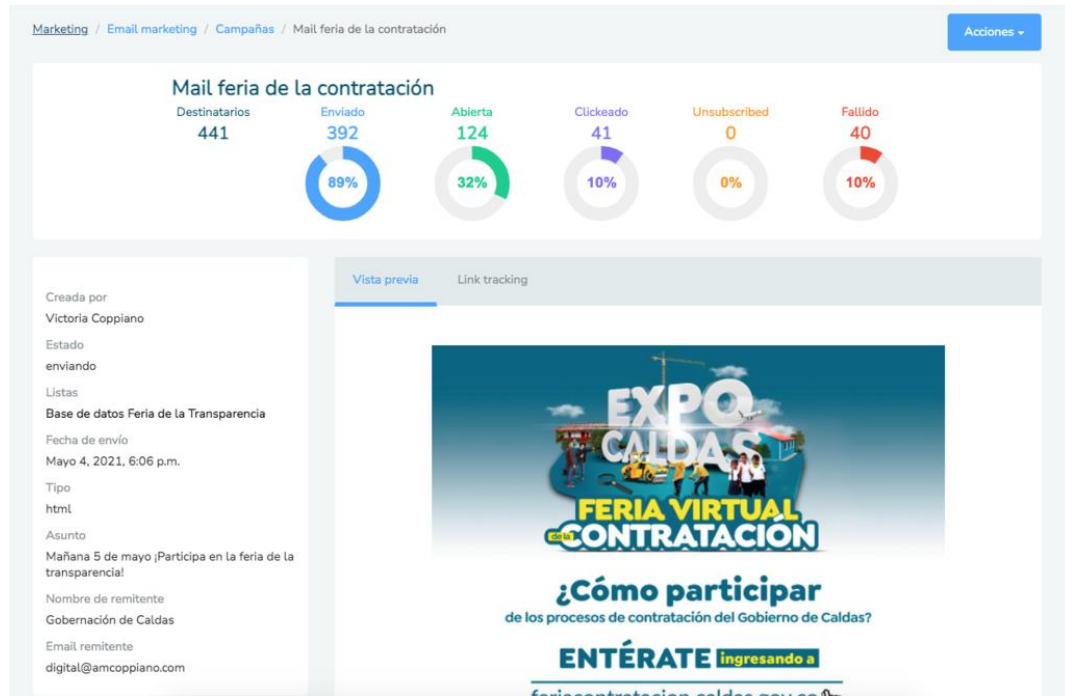 Marketing / Email marketing / Campañas / Mail feria de la contratación
Acciones
Mail feria de la contratación
Destinatarios
441
Enviado
392
89%
Abierta
124
32%
Clickeado
41
10%
Unsubscribed
0
0%
Fallido
40
10%
Creada por
Victoria Coppiano
Estado
enviando
Listas
Base de datos Feria de la Transparencia
Fecha de envío
Mayo 4, 2021, 6:06 p.m.
Tipo
html
Asunto
Mañana 5 de mayo ¡Participa en la feria de la
transparencia!
Nombre de remitente
Gobernación de Caldas
Email remitente
digital@amcoppiano.com
Vista previa
Link tracking
EXPO
CALDAS
FERIA VIRTUAL
de la CONTRATACIÓN
¿Cómo participar
de los procesos de contratación del Gobierno de Caldas?
ENTÉRATE ingresando a
feriacontratacion.caldas.gov.co